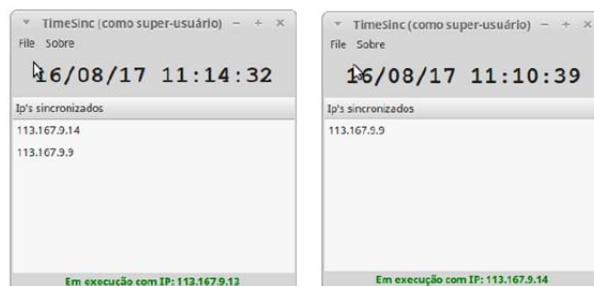 TimeSinc (como super-usuário)
File Sobre
16/08/17 11:14:32
Ip's sincronizados
113.167.9.14
113.167.9.9
Em execução com IP: 113.167.9.13
TimeSinc (como super-usuário)
File Sobre
16/08/17 11:10:39
Ip's sincronizados
113.167.9.9
Em execução com IP: 113.167.9.14